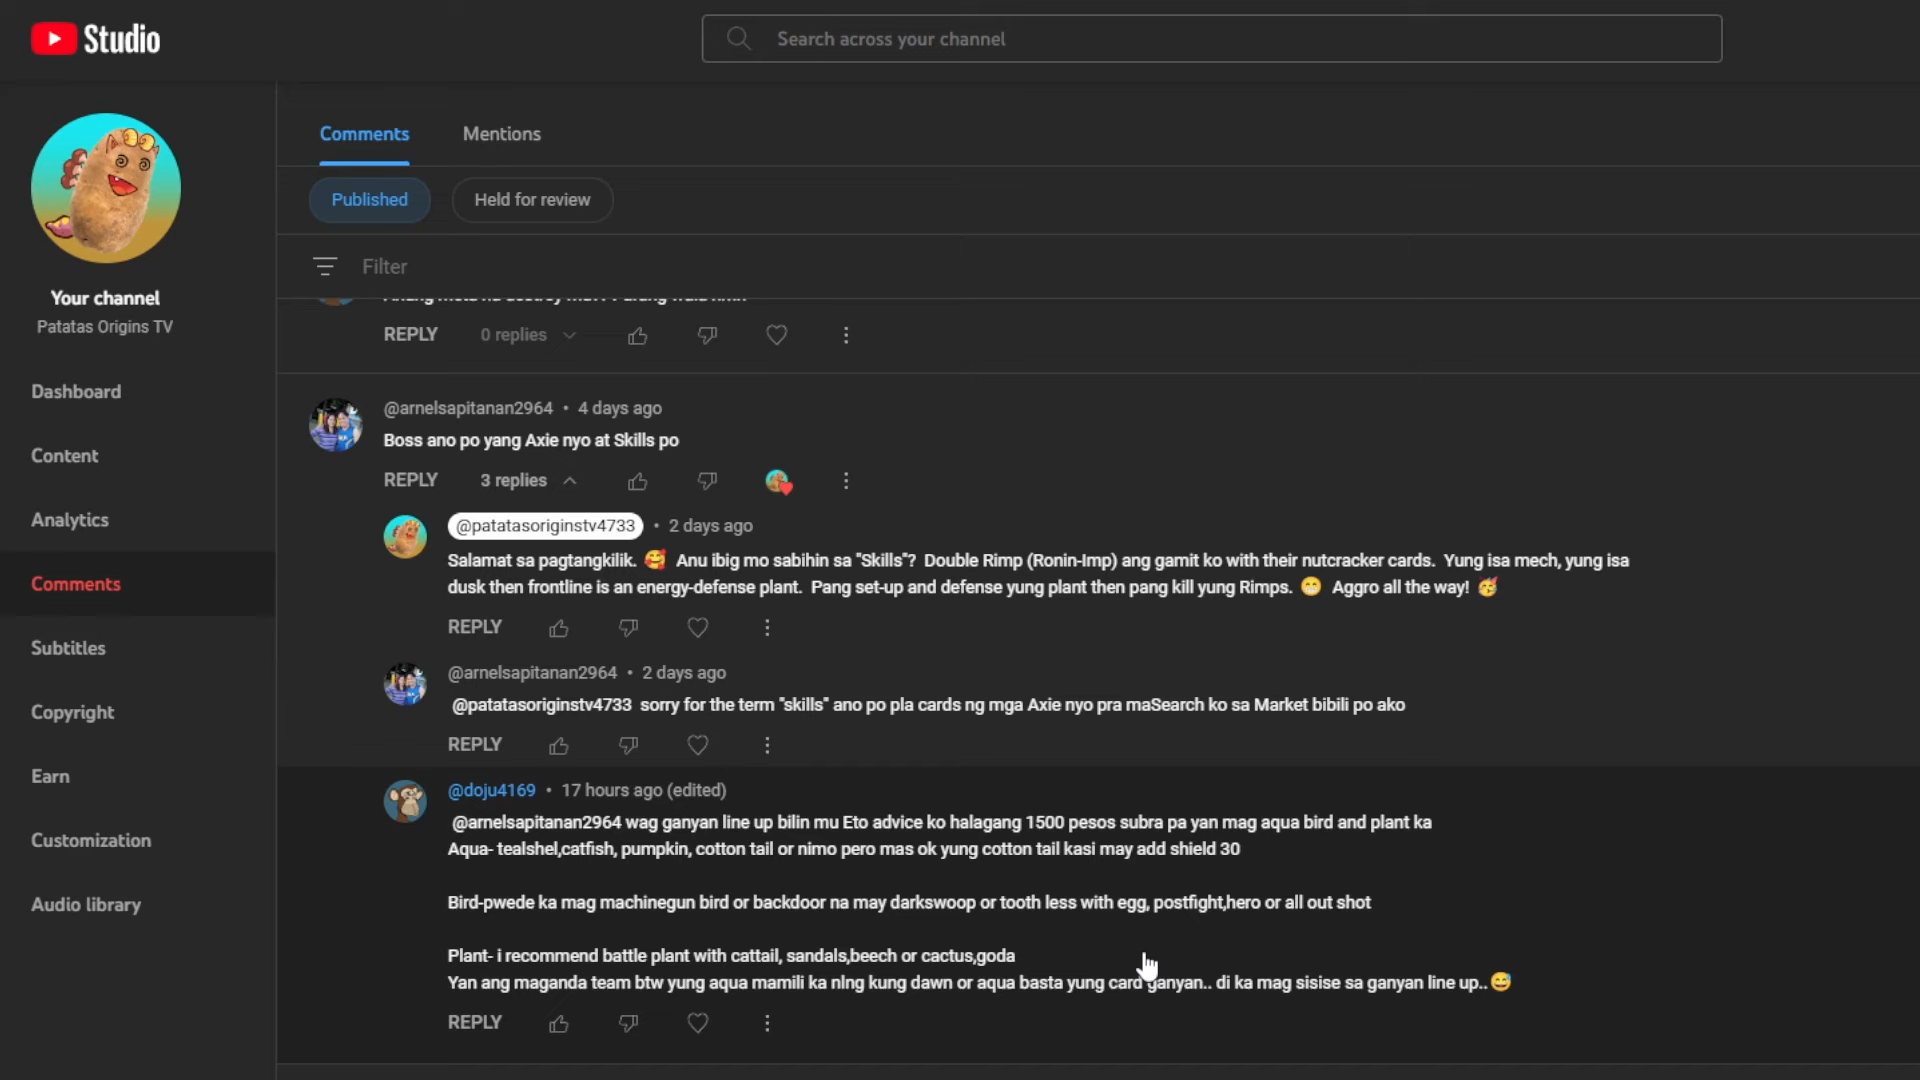 Studio
Search across your channel
Your channel
Patatas Origins TV
Dashboard
Content
Analytics
Comments
Subtitles
Copyright
Earn
Customization
Audio library
Comments
Mentions
Published
Held for review
Filter
REPLY 0 replies
@arnelsapitanan2964 • 4 days ago
Boss ano po yang Axie nyo at Skills po
REPLY 3 replies
@patatasoriginstv4733 • 2 days ago
Salamat sa pagtangkilik. 🥰 Anu ibig mo sabihin sa "Skills"? Double Rimp (Ronin-Imp) ang gamit ko with their nutcracker cards. Yung isa mech, yung isa
dusk then frontline is an energy-defense plant. Pang set-up and defense yung plant then pang kill yung Rimps. 😁 Aggro all the way! 🥳
REPLY
@arnelsapitanan2964 • 2 days ago
@patatasoriginstv4733 sorry for the term "skills" ano po pla cards ng mga Axie nyo pra maSearch ko sa Market bibili po ako
REPLY
@doju4169 • 17 hours ago (edited)
@arnelsapitanan2964 wag ganyan line up bilin mu Eto advice ko halagang 1500 pesos subra pa yan mag aqua bird and plant ka
Aqua- tealshel,catfish, pumpkin, cotton tail or nimo pero mas ok yung cotton tail kasi may add shield 30
Bird-pwede ka mag machinegun bird or backdoor na may darkswoop or tooth less with egg, postfight,hero or all out shot
Plant- i recommend battle plant with cattail, sandals,beech or cactus,goda
Yan ang maganda team btw yung aqua mamili ka nlng kung dawn or aqua basta yung card ganyan.. di ka mag sisise sa ganyan line up.. 😅
REPLY